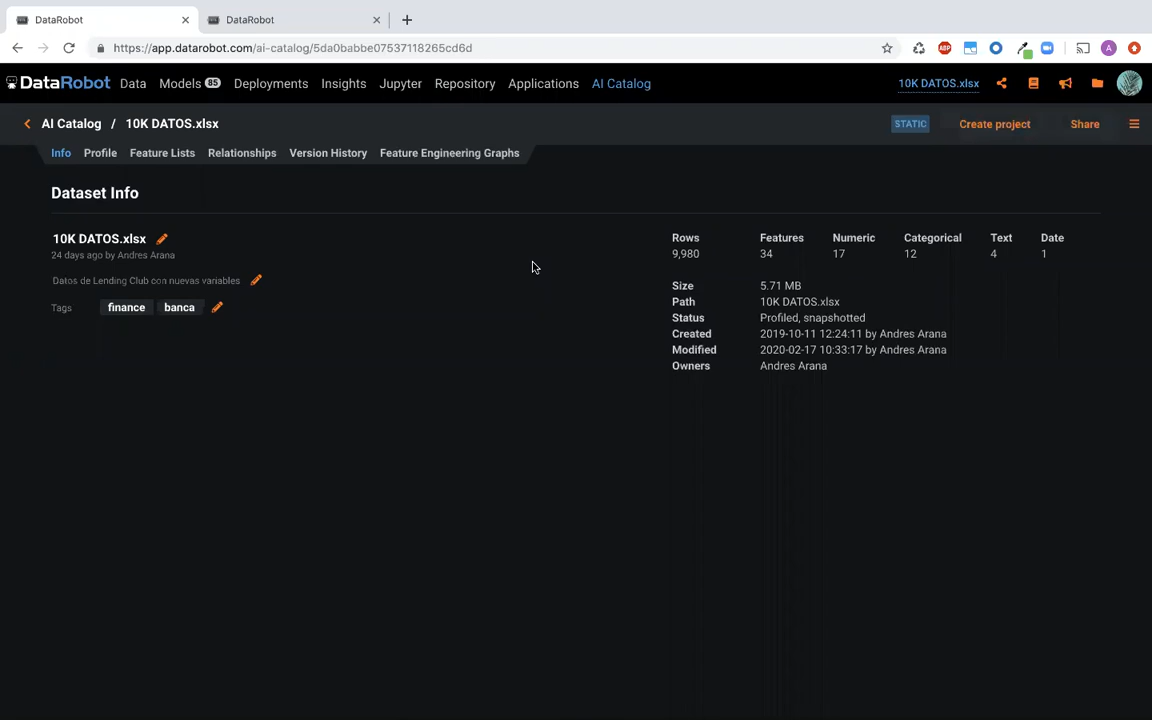 DataRobot
DataRobot
https://app.datarobot.com/ai-catalog/5da0babbe07537118265cd6d
ABP
A
DataRobot Data Models 85 Deployments Insights Jupyter Repository Applications AI Catalog 10K DATOS.xlsx
AI Catalog / 10K DATOS.xlsx STATIC Create project Share
Info Profile Feature Lists Relationships Version History Feature Engineering Graphs
Dataset Info
10K DATOS.xlsx
24 days ago by Andres Arana
Datos de Lending Club con nuevas variables
Tags finance banca
Rows Features Numeric Categorical Text Date
9,980 34 17 12 4 1
Size 5.71 MB
Path 10K DATOS.xlsx
Status Profiled, snapshotted
Created 2019-10-11 12:24:11 by Andres Arana
Modified 2020-02-17 10:33:17 by Andres Arana
Owners Andres Arana